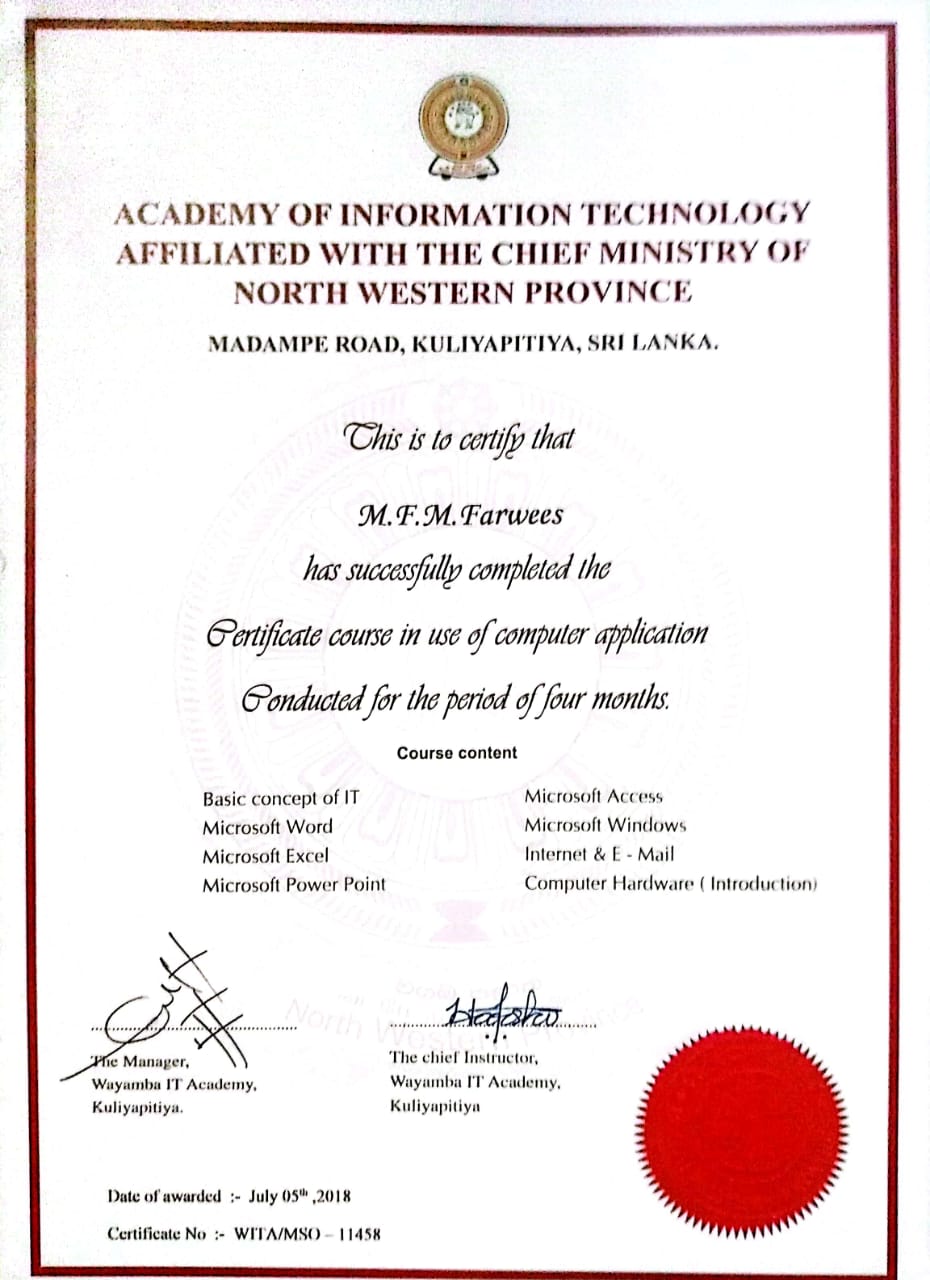 ACADEMY OF INFORMATION TECHNOLOGY
AFFILIATED WITH THE CHIEF MINISTRY OF
NORTH WESTERN PROVINCE
MADAMPE ROAD, KULIYAPITIYA, SRI LANKA.
This is to certify that
M.F.M.Farwees
has successfully completed the
Certificate course in use of computer application
Conducted for the period of four months.
Course content
Basic concept of IT
Microsoft Word
Microsoft Excel
Microsoft Power Point
Microsoft Access
Microsoft Windows
Internet & E - Mail
Computer Hardware ( Introduction)
North Western Province
The Manager,
Wayamba IT Academy,
Kuliyapitiya.
The chief Instructor,
Wayamba IT Academy,
Kuliyapitiya
Date of awarded :- July 05th ,2018
Certificate No :- WITA/MSO – 11458